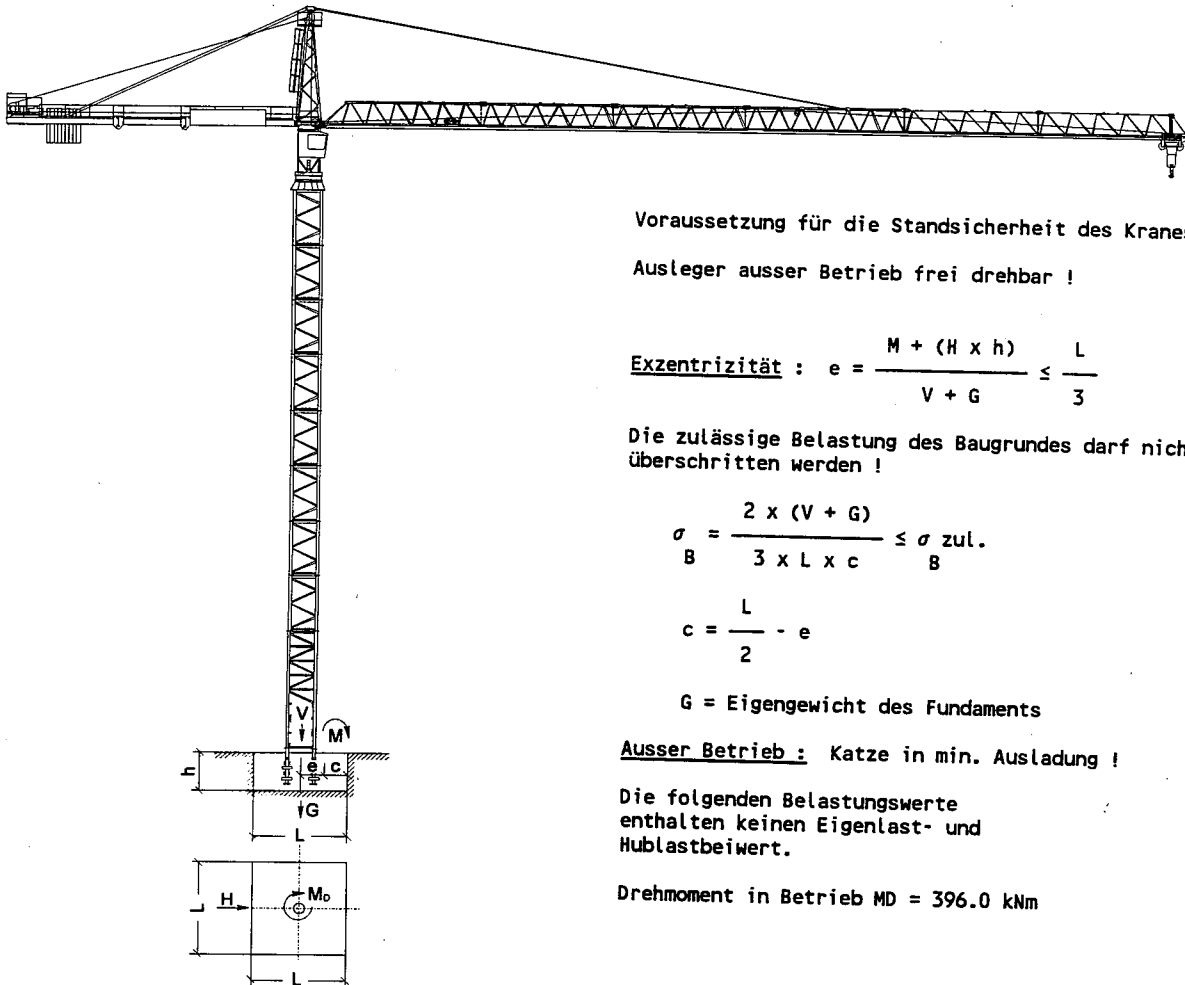 Voraussetzung für die Standsicherheit des Kranes
Ausleger ausser Betrieb frei drehbar !
Exzentrizität : e = M + (H x h) / V + G ≤ L / 3
Die zulässige Belastung des Baugrundes darf nich
überschritten werden !
σ B = 2 x (V + G) / 3 x L x c ≤ σ B zul.
c = L / 2 - e
G = Eigengewicht des Fundaments
Ausser Betrieb : Katze in min. Ausladung !
Die folgenden Belastungswerte
enthalten keinen Eigenlast- und
Hublastbeiwert.
Drehmoment in Betrieb MD = 396.0 kNm
V
M
h
e c
G
L
L
H
MD
L